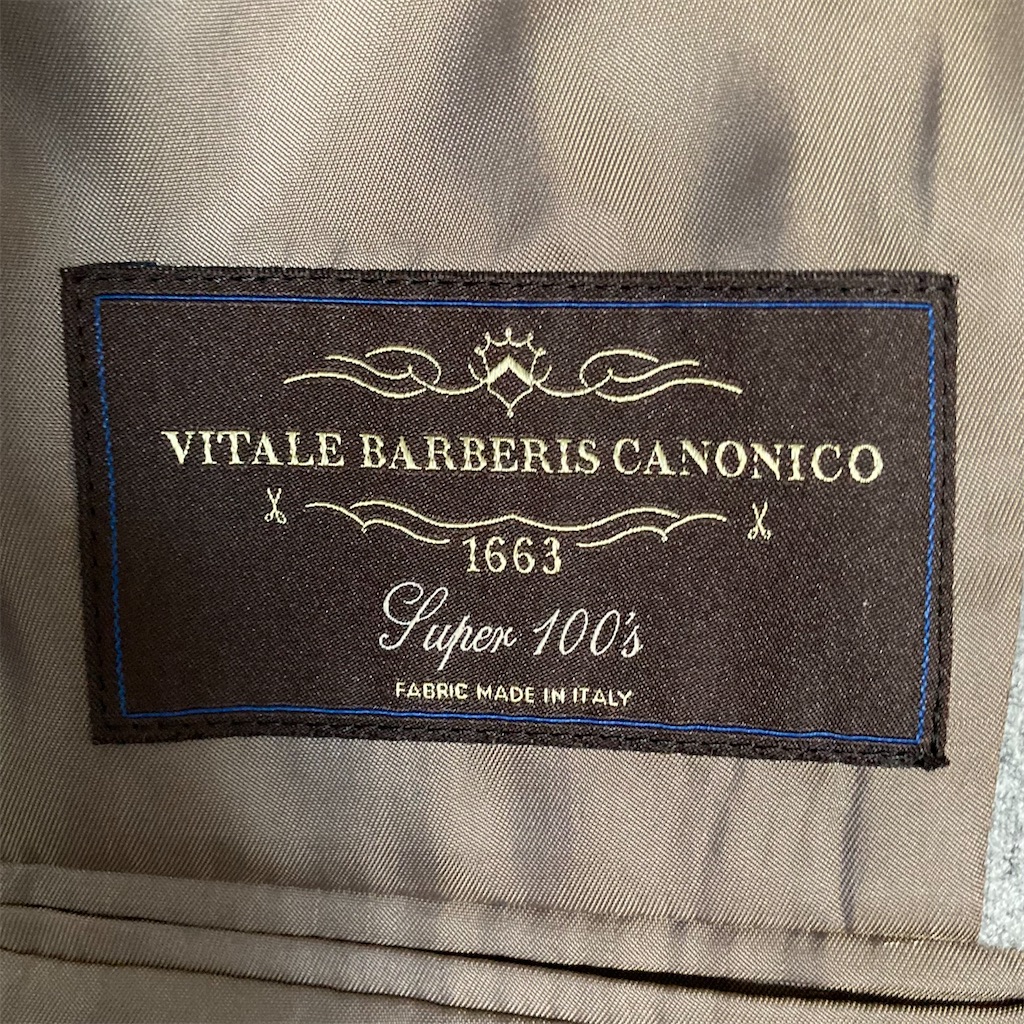 VITALE BARBERIS CANONICO
1663
Super 100's
FABRIC MADE IN ITALY